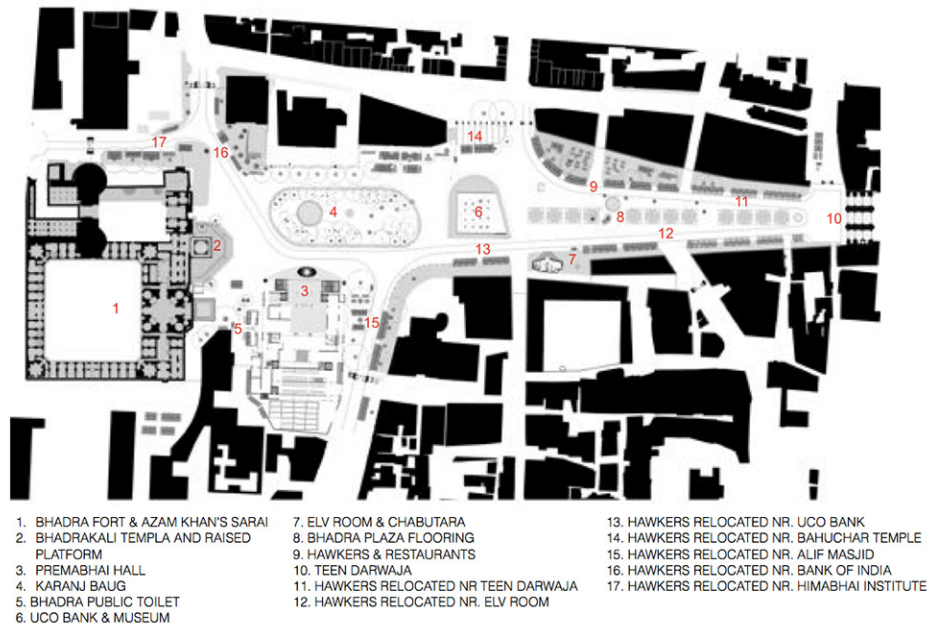 17
16
14
9
11
4
6
8
10
12
2
13
7
3
1
5
15
1. BHADRA FORT & AZAM KHAN'S SARAI
2. BHADRAKALI TEMPLA AND RAISED
PLATFORM
3. PREMABHAI HALL
4. KARANJ BAUG
5. BHADRA PUBLIC TOILET
6. UCO BANK & MUSEUM
7. ELV ROOM & CHABUTARA
8. BHADRA PLAZA FLOORING
9. HAWKERS & RESTAURANTS
10. TEEN DARWAJA
11. HAWKERS RELOCATED NR TEEN DARWAJA
12. HAWKERS RELOCATED NR. ELV ROOM
13. HAWKERS RELOCATED NR. UCO BANK
14. HAWKERS RELOCATED NR. BAHUCHAR TEMPLE
15. HAWKERS RELOCATED NR. ALIF MASJID
16. HAWKERS RELOCATED NR. BANK OF INDIA
17. HAWKERS RELOCATED NR. HIMABHAI INSTITUTE